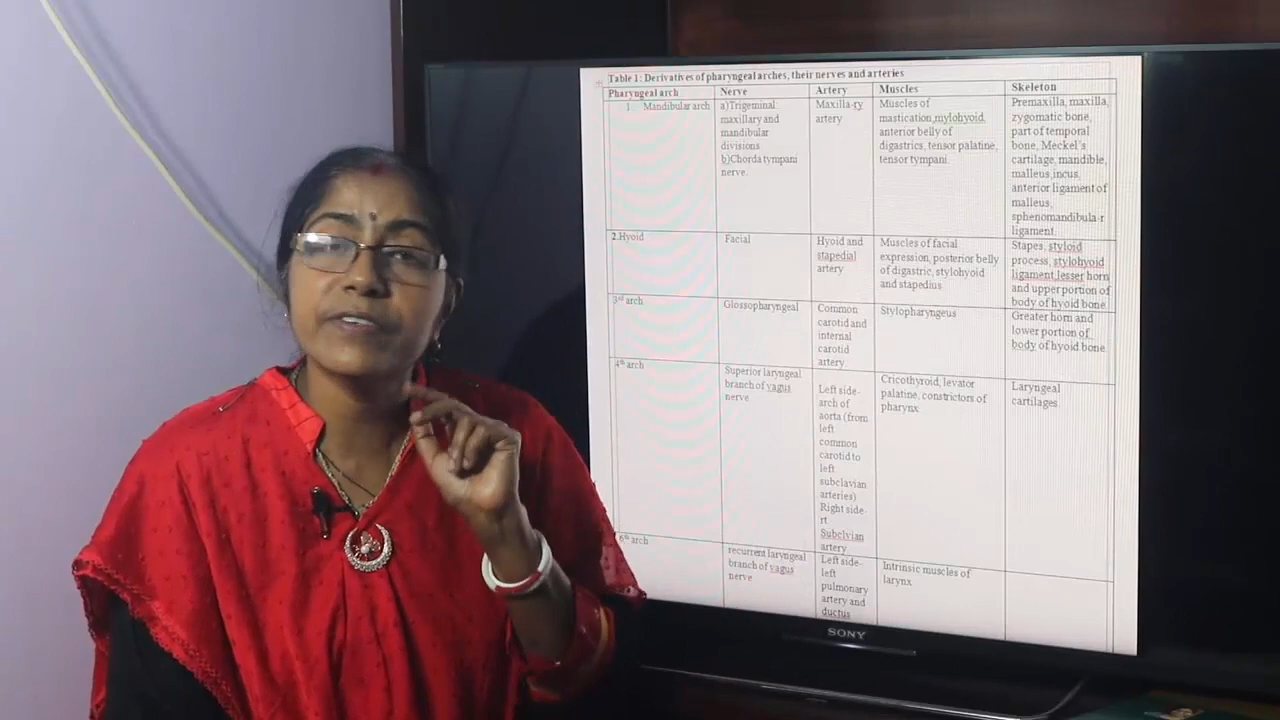 Table 1: Derivatives of pharyngeal arches, their nerves and arteries
Pharyugeal arch
Nerve
Artery
Muscles
Skeleton
1 Mandibular arch
a)Trigeminal
maxillary and
mandibular
divisions
b)Chorda tympani
nerve.
Maxilla-ry
artery
Muscles of
mastication,mylohyoid,
anterior belly of
digastrics, tensor palatine,
tensor tympani.
Premaxilla, maxilla,
zygomatic bone,
part of temporal
bone, Meckel's
cartilage, mandible,
malleus,incus,
anterior ligament of
malleus,
sphenomandibula-r
ligament.
2.Hyoid
Facial
Hyoid and
stapedial
artery
Muscles of facial
expression, posterior belly
of digastric, stylohyoid
and stapedius
Stapes, styloid
process, stylohyoid
ligament,lesser horn
and upper portion of
body of hyoid bone.
3rd arch
Glossopharyngeal
Common
carotid and
internal
carotid
artery.
Stylopharyngeus
Greater horn and
lower portion of
body of hyoid bone.
4th arch
Superior laryngeal
branch of vagus
nerve
Left side-
arch of
aorta (from
left
common
carotid to
left
subclavian
arteries)
Right side-
rt.
Subclvian
artery
Cricothyroid, levator
palatine, constrictors of
pharynx
Laryngeal
cartilages.
6th arch
recurrent laryngeal
branch of vagus
nerve
Left side-
left
pulmonary
artery and
ductus
Intrinsic muscles of
larynx
SONY